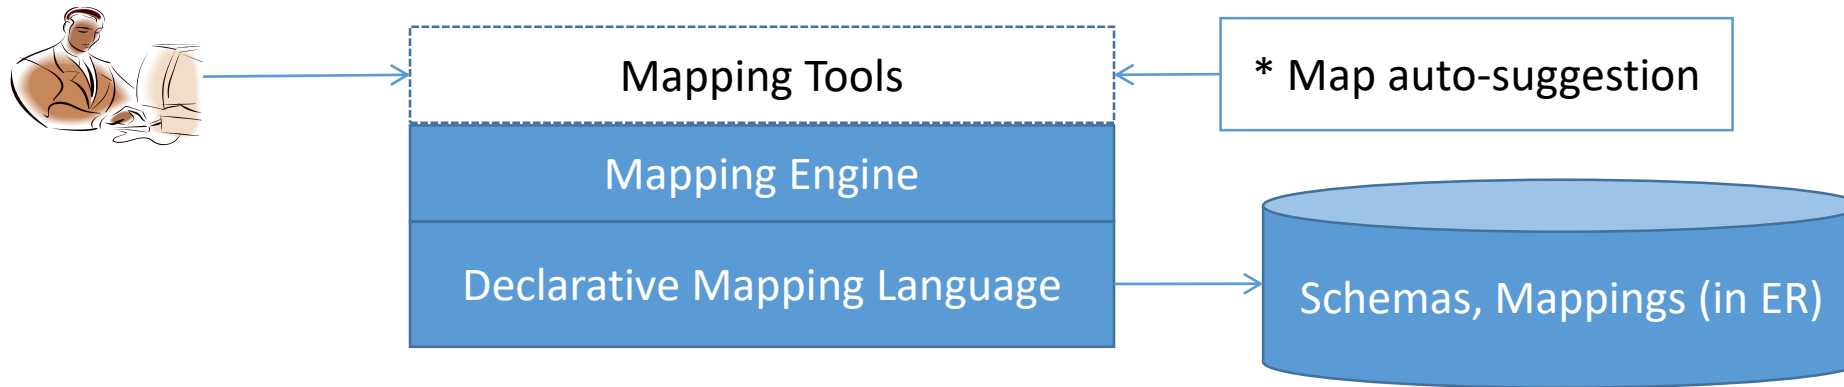 Mapping Tools
* Map auto-suggestion
Mapping Engine
Declarative Mapping Language
Schemas, Mappings (in ER)